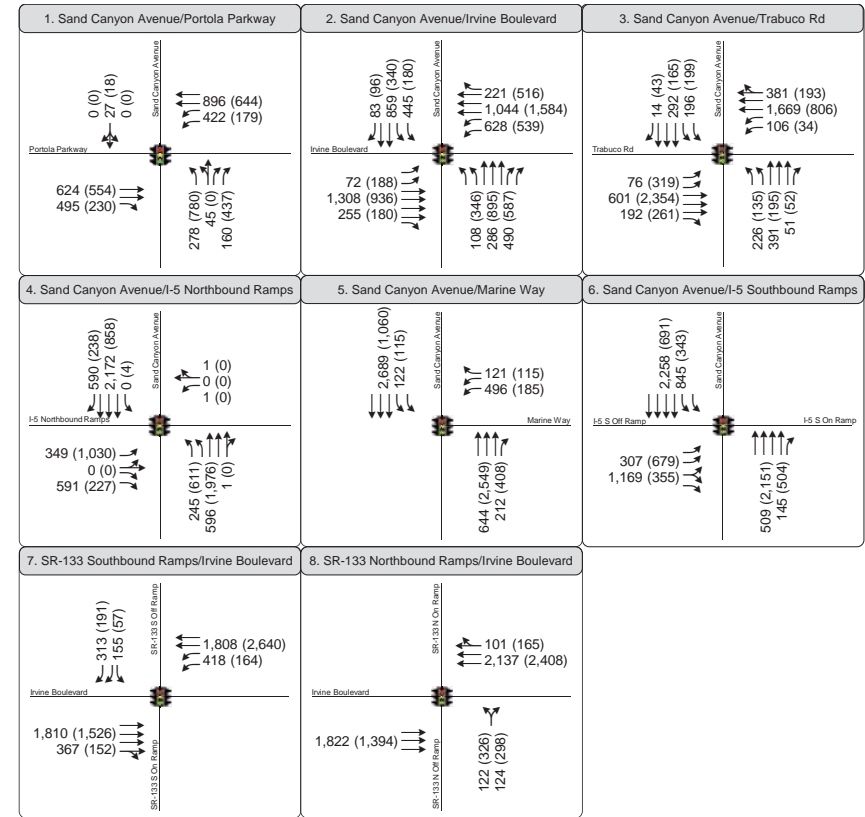 1. Sand Canyon Avenue/Portola Parkway
0 (0)
27 (18)
0 (0)
Sand Canyon Avenue
896 (644)
422 (179)
Portola Parkway
624 (554)
495 (230)
278 (780)
45 (0)
160 (437)
2. Sand Canyon Avenue/Irvine Boulevard
83 (96)
859 (340)
445 (180)
Sand Canyon Avenue
221 (516)
1,044 (1,584)
628 (539)
Irvine Boulevard
72 (188)
1,308 (936)
255 (180)
108 (346)
286 (895)
490 (587)
3. Sand Canyon Avenue/Trabuco Rd
14 (43)
292 (165)
196 (199)
Sand Canyon Avenue
381 (193)
1,669 (806)
106 (34)
Trabuco Rd
76 (319)
601 (2,354)
192 (261)
226 (135)
391 (195)
51 (52)
4. Sand Canyon Avenue/I-5 Northbound Ramps
590 (238)
2,172 (858)
0 (4)
Sand Canyon Avenue
1 (0)
0 (0)
1 (0)
I-5 Northbound Ramps
349 (1,030)
0 (0)
591 (227)
245 (611)
596 (1,976)
1 (0)
5. Sand Canyon Avenue/Marine Way
2,689 (1,060)
122 (115)
Sand Canyon Avenue
121 (115)
496 (185)
Marine Way
644 (2,549)
212 (408)
6. Sand Canyon Avenue/I-5 Southbound Ramps
2,258 (691)
845 (343)
Sand Canyon Avenue
I-5 S Off Ramp
I-5 S On Ramp
307 (679)
1,169 (355)
509 (2,151)
145 (504)
7. SR-133 Southbound Ramps/Irvine Boulevard
313 (191)
155 (57)
SR-133 S Off Ramp
1,808 (2,640)
418 (164)
Irvine Boulevard
1,810 (1,526)
367 (152)
SR-133 S On Ramp
8. SR-133 Northbound Ramps/Irvine Boulevard
SR-133 N On Ramp
101 (165)
2,137 (2,408)
Irvine Boulevard
1,822 (1,394)
SR-133 N Off Ramp
122 (326)
124 (298)